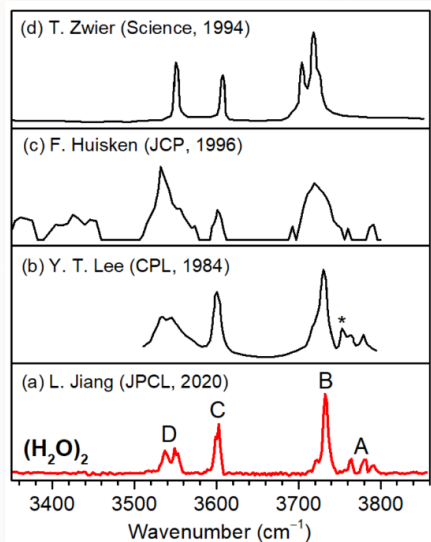 (d) T. Zwier (Science, 1994)
(c) F. Huisken (JCP, 1996)
(b) Y. T. Lee (CPL, 1984)
*
(a) L. Jiang (JPCL, 2020)
B
C
D
A
(H₂O)₂
3400 3500 3600 3700 3800
Wavenumber (cm⁻¹)